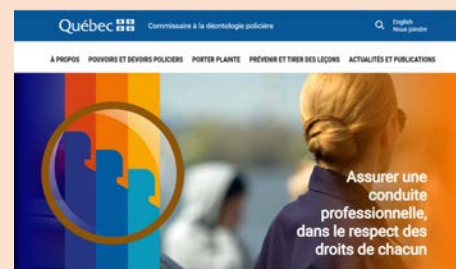 Québec
Commissaire à la déontologie policière
English
Nous joindre
À PROPOS POUVOIRS ET DEVOIRS POLICIERS PORTER PLAINTE PRÉVENIR ET TIRER DES LEÇONS ACTUALITÉS ET PUBLICATIONS
Assurer une
conduite
professionnelle,
dans le respect des
droits de chacun